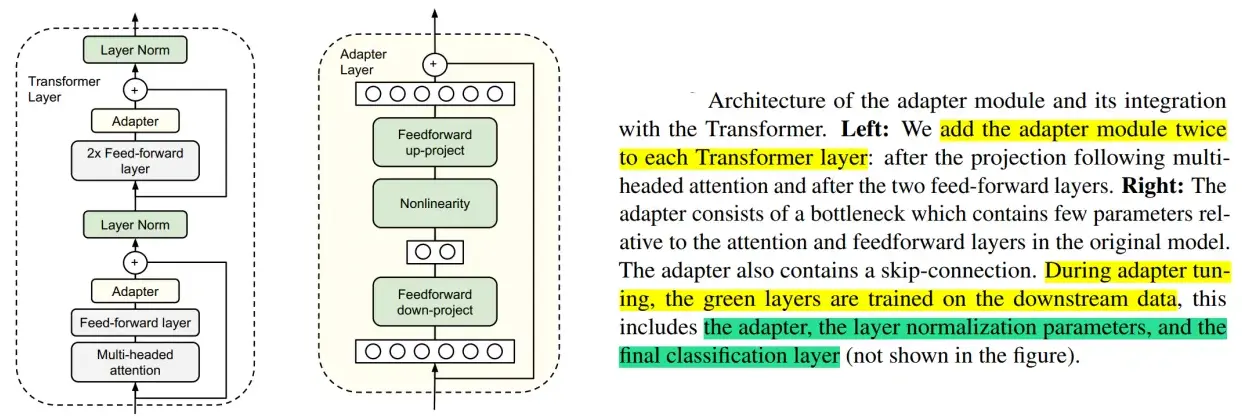 Layer Norm
Transformer
Layer
+
Adapter
2x Feed-forward
layer
Layer Norm
+
Adapter
Feed-forward layer
Multi-headed
attention
Adapter
Layer
+
Feedforward
up-project
Nonlinearity
Feedforward
down-project
Architecture of the adapter module and its integration
with the Transformer. Left: We add the adapter module twice
to each Transformer layer: after the projection following multi-
headed attention and after the two feed-forward layers. Right: The
adapter consists of a bottleneck which contains few parameters rel-
ative to the attention and feedforward layers in the original model.
The adapter also contains a skip-connection. During adapter tun-
ing, the green layers are trained on the downstream data, this
includes the adapter, the layer normalization parameters, and the
final classification layer (not shown in the figure).